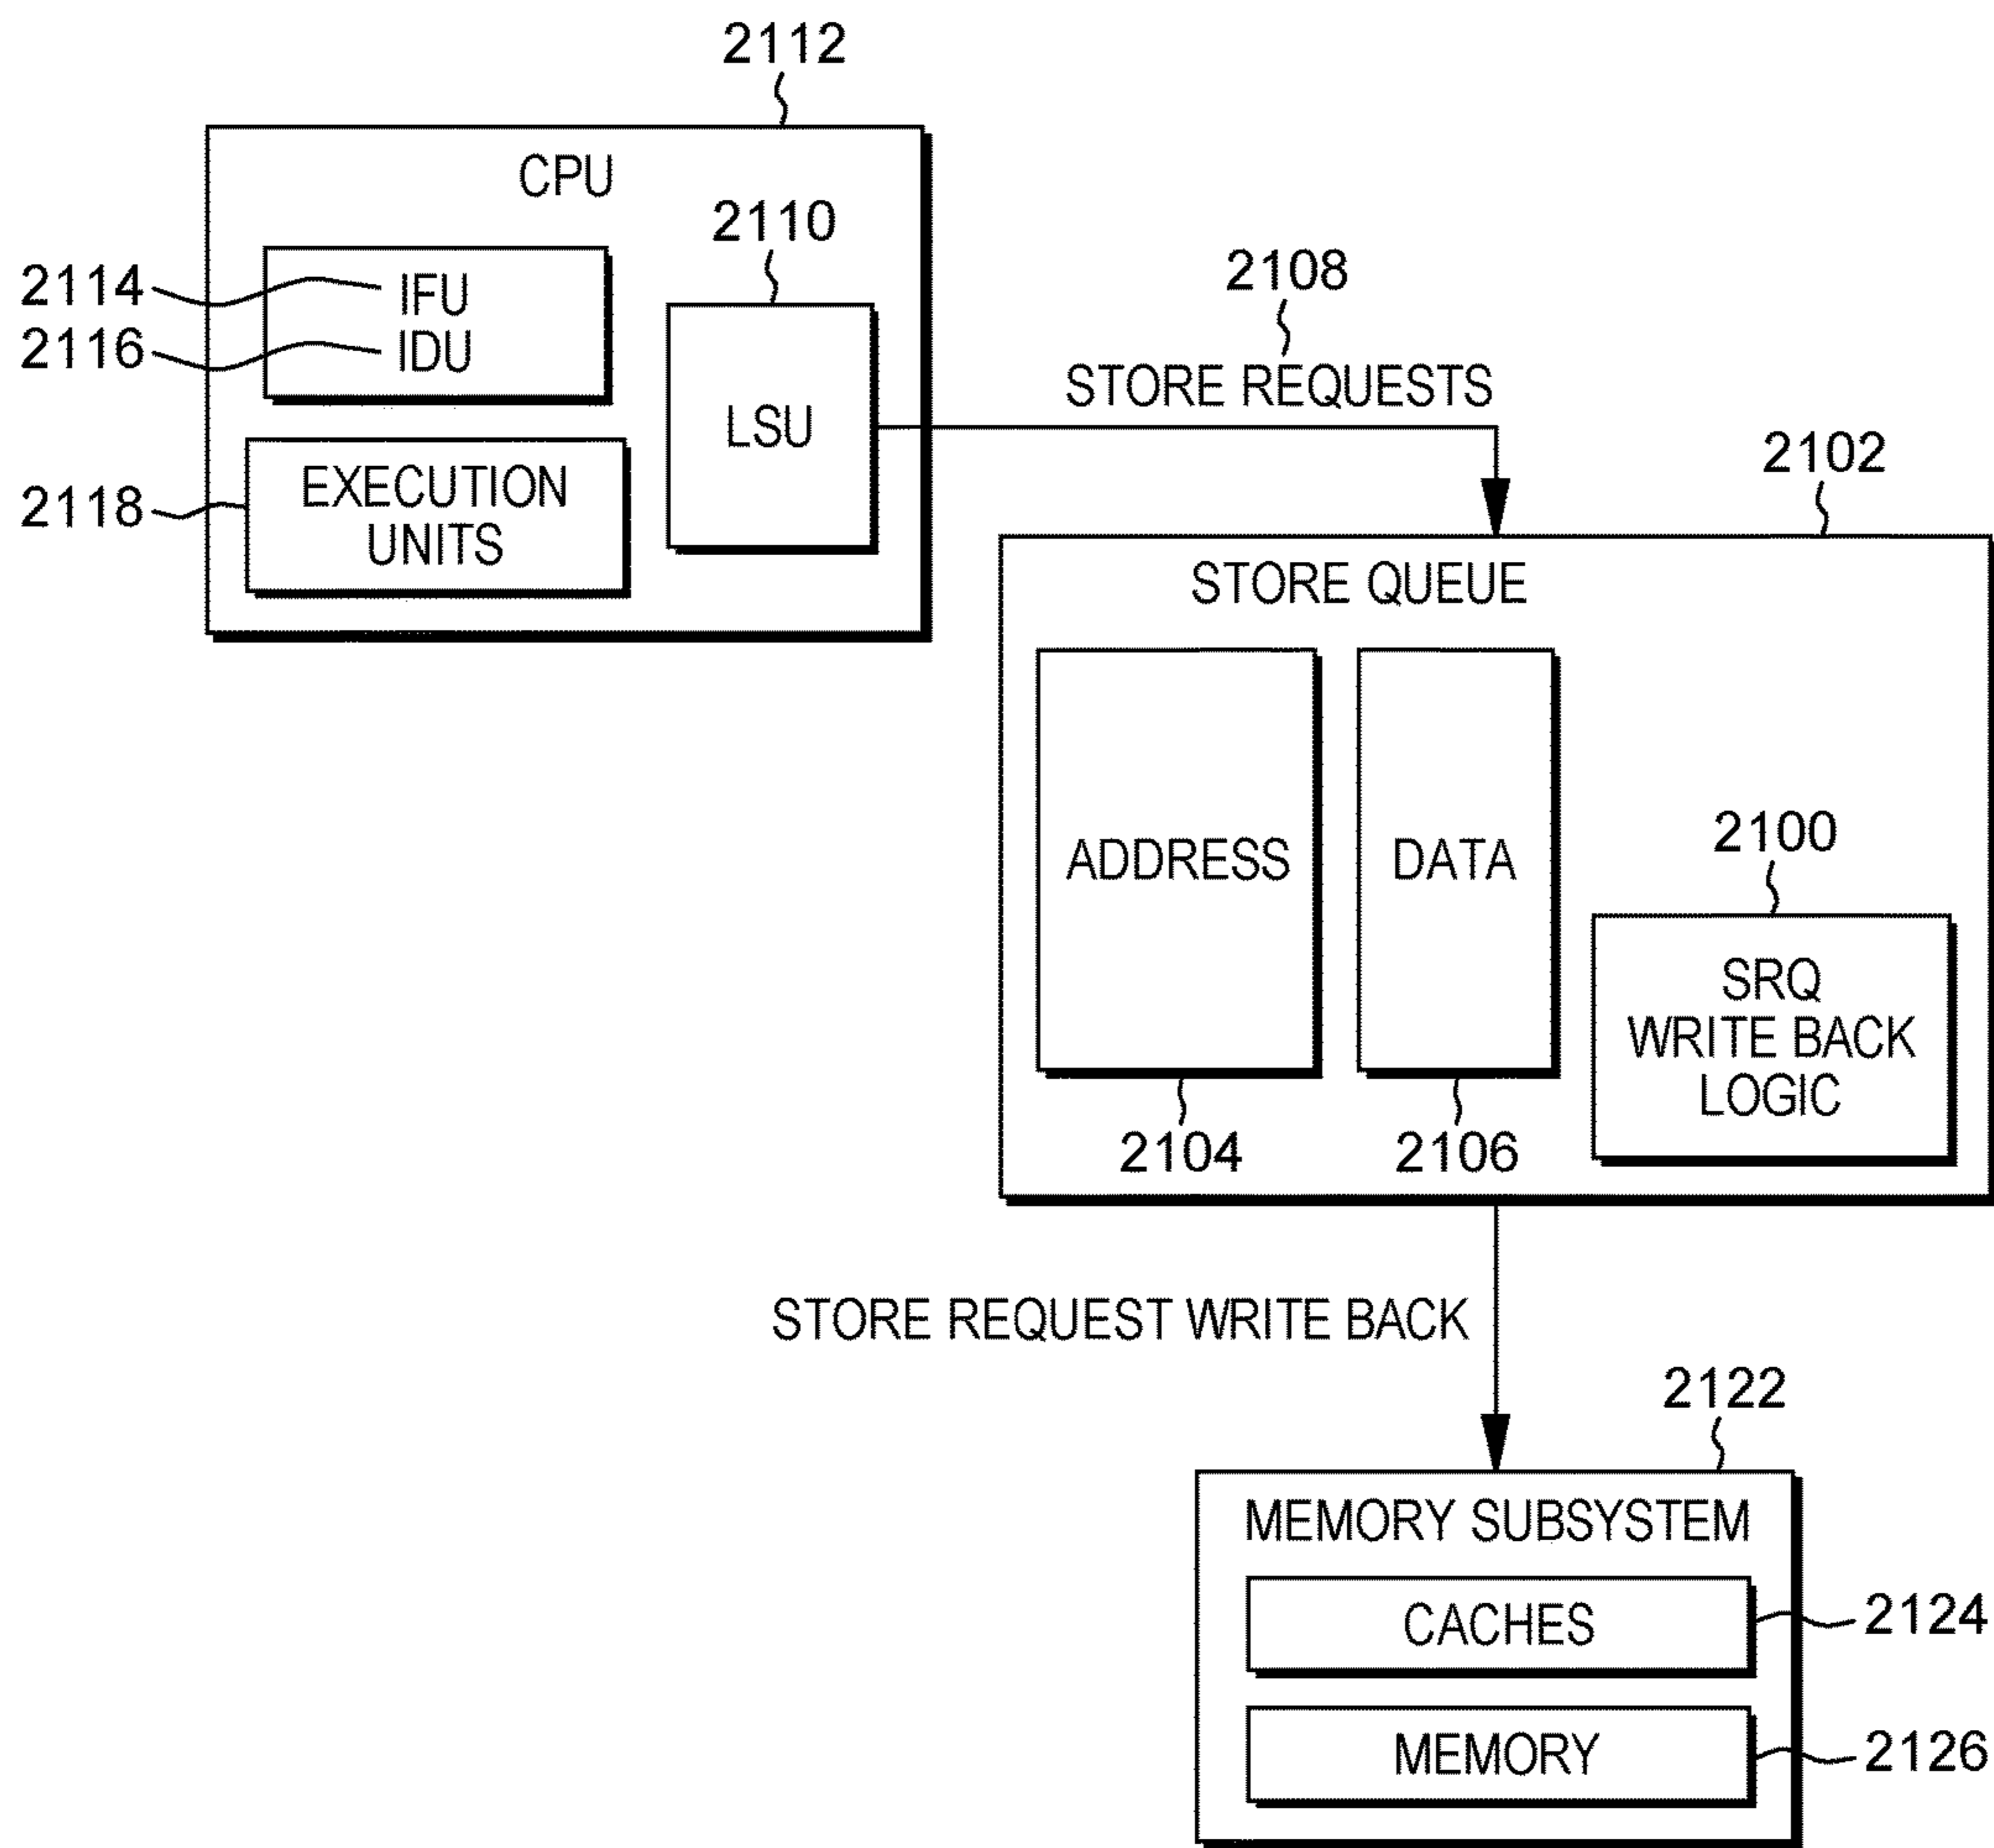 2112
CPU
2110
2114
IFU
2116
IDU
2108
STORE REQUESTS
LSU
2118
EXECUTION
UNITS
2102
STORE QUEUE
ADDRESS
DATA
2100
SRQ
WRITE BACK
LOGIC
2104
2106
STORE REQUEST WRITE BACK
2122
MEMORY SUBSYSTEM
CACHES
2124
MEMORY
2126